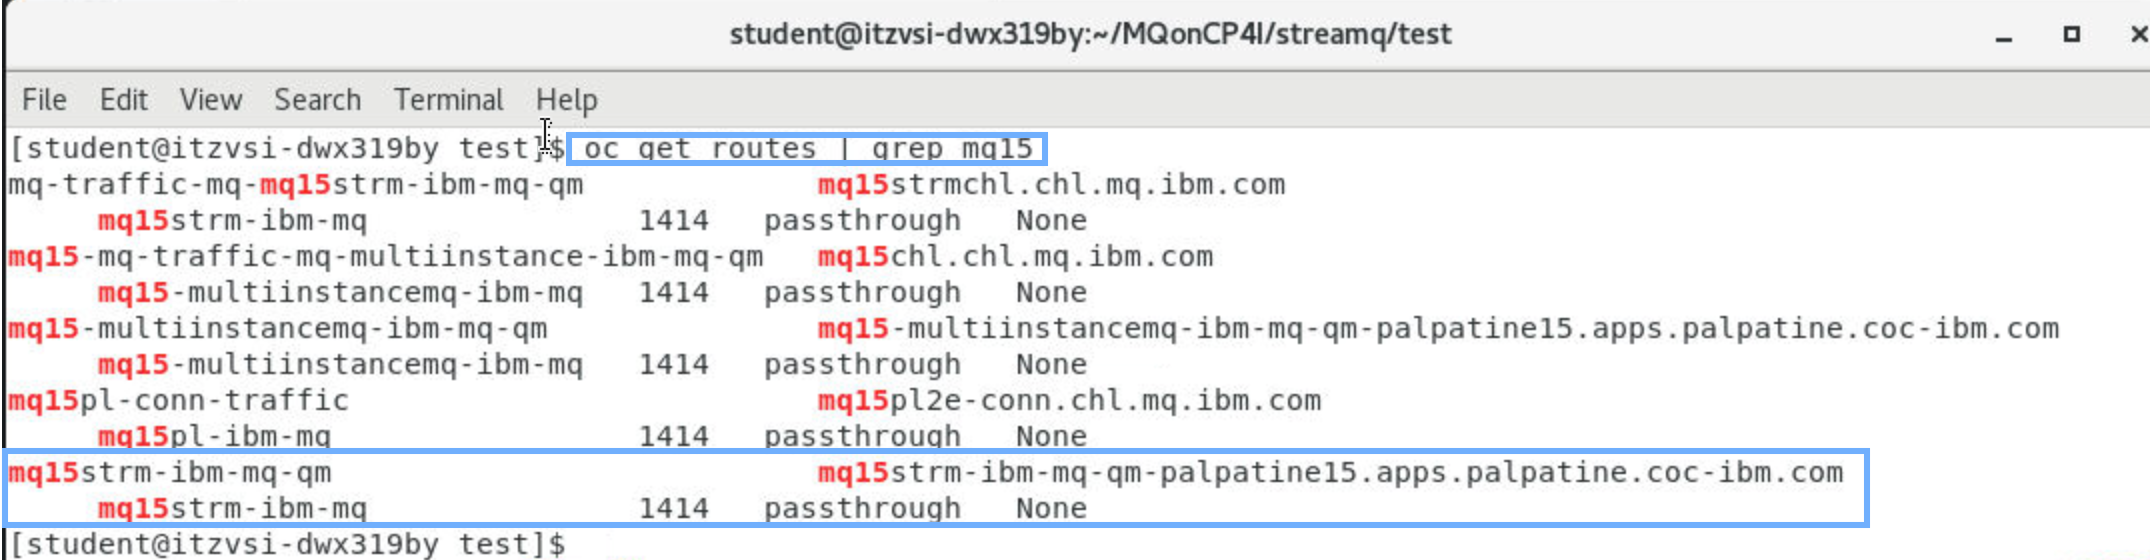 student@itzvsi-dwx319by:~/MQonCP4I/streamq/test
File Edit View Search Terminal Help
[student@itzvsi-dwx319by test]$ oc get routes | grep mq15
mq-traffic-mq-mq15strm-ibm-mq-qm mq15strmchl.chl.mq.ibm.com
mq15strm-ibm-mq 1414 passthrough None
mq15-mq-traffic-mq-multiinstance-ibm-mq-qm mq15chl.chl.mq.ibm.com
mq15-multiinstancemq-ibm-mq 1414 passthrough None
mq15-multiinstancemq-ibm-mq-qm mq15-multiinstancemq-ibm-mq-qm-palpatine15.apps.palpatine.coc-ibm.com
mq15-multiinstancemq-ibm-mq 1414 passthrough None
mq15pl-conn-traffic mq15pl2e-conn.chl.mq.ibm.com
mq15pl-ibm-mq 1414 passthrough None
mq15strm-ibm-mq-qm mq15strm-ibm-mq-qm-palpatine15.apps.palpatine.coc-ibm.com
mq15strm-ibm-mq 1414 passthrough None
[student@itzvsi-dwx319by test]$